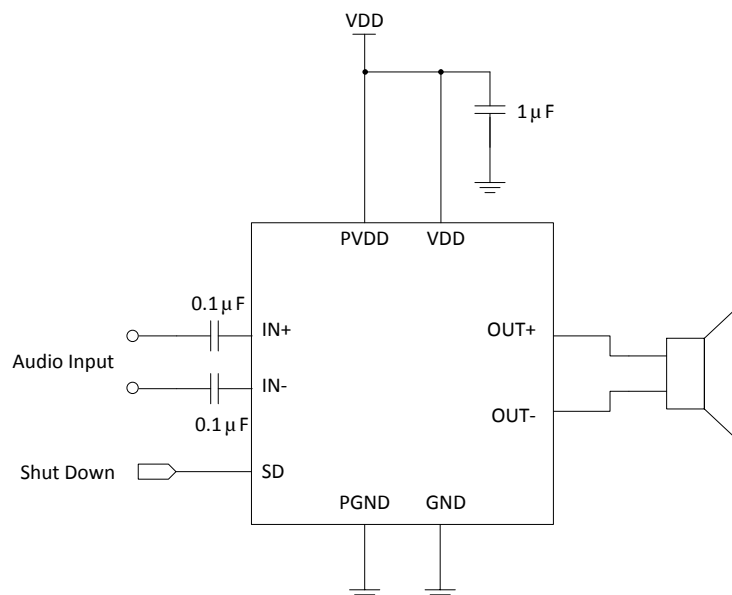 VDD
1μF
PVDD VDD
0.1μF
IN+
OUT+
Audio Input
IN-
OUT-
0.1μF
Shut Down
SD
PGND GND